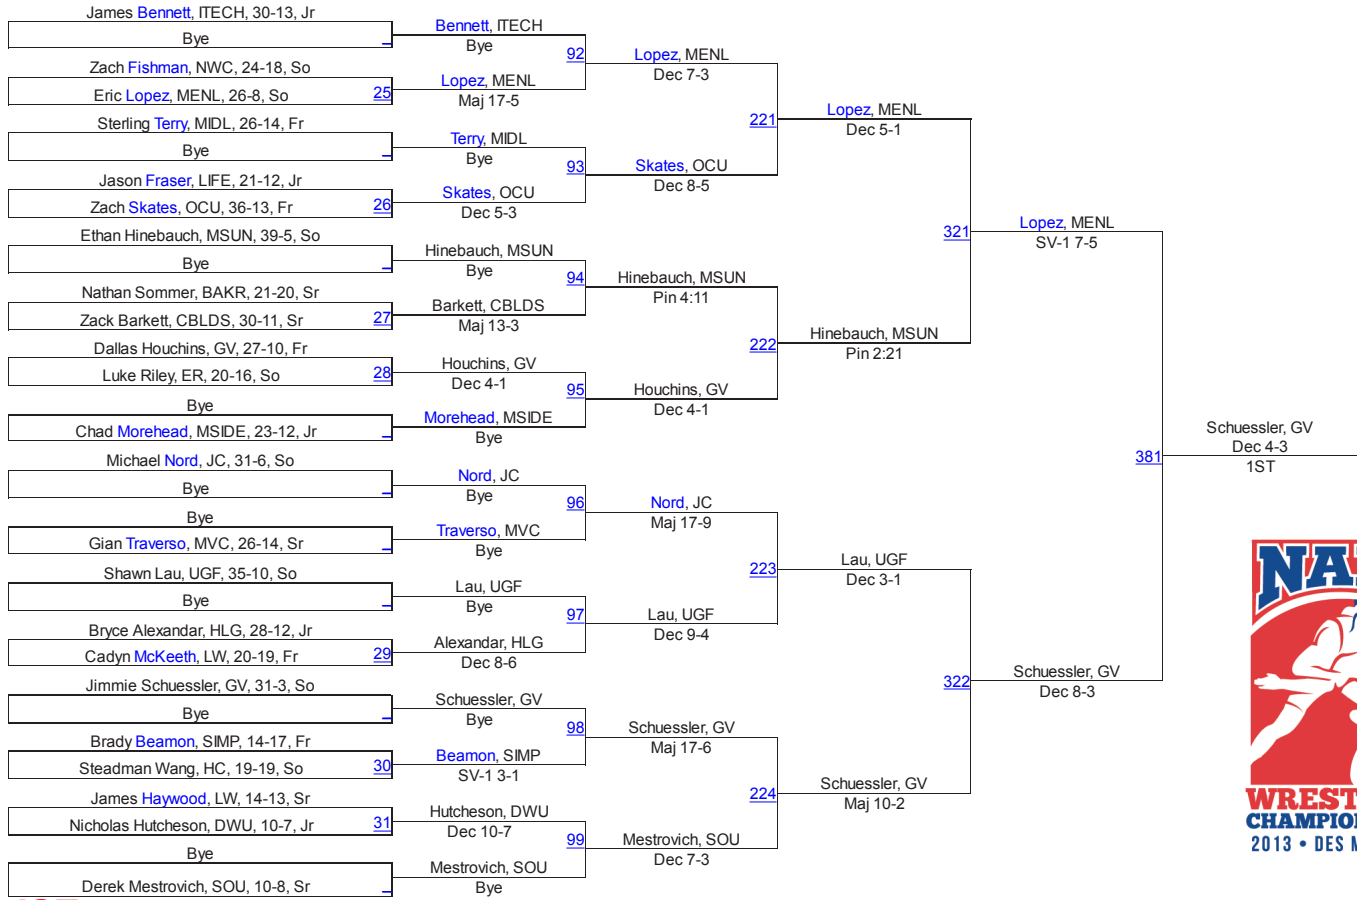 James Bennett, ITECH, 30-13, Jr
Bye
Zach Fishman, NWC, 24-18, So
Eric Lopez, MENL, 26-8, So
25
Sterling Terry, MIDL, 26-14, Fr
Bye
Jason Fraser, LIFE, 21-12, Jr
Zach Skates, OCU, 36-13, Fr
26
Ethan Hinebauch, MSUN, 39-5, So
Bye
Nathan Sommer, BAKR, 21-20, Sr
Zack Barkett, CBLDS, 30-11, Sr
27
Dallas Houchins, GV, 27-10, Fr
Luke Riley, ER, 20-16, So
28
Bye
Chad Morehead, MSIDE, 23-12, Jr
Michael Nord, JC, 31-6, So
Bye
Bye
Gian Traverso, MVC, 26-14, Sr
Shawn Lau, UGF, 35-10, So
Bye
Bryce Alexandar, HLG, 28-12, Jr
Cadyn McKeeth, LW, 20-19, Fr
29
Jimmie Schuessler, GV, 31-3, So
Bye
Brady Beamon, SIMP, 14-17, Fr
Steadman Wang, HC, 19-19, So
30
James Haywood, LW, 14-13, Sr
Nicholas Hutcheson, DWU, 10-7, Jr
31
Bye
Derek Mestrovich, SOU, 10-8, Sr
Bennett, ITECH
Bye
92
Lopez, MENL
Maj 17-5
Terry, MIDL
Bye
93
Skates, OCU
Dec 5-3
Hinebauch, MSUN
Bye
94
Barkett, CBLDS
Maj 13-3
Houchins, GV
Dec 4-1
95
Morehead, MSIDE
Bye
Nord, JC
Bye
96
Traverso, MVC
Bye
Lau, UGF
Bye
97
Alexandar, HLG
Dec 8-6
Schuessler, GV
Bye
98
Beamon, SIMP
SV-1 3-1
Hutcheson, DWU
Dec 10-7
99
Mestrovich, SOU
Bye
Lopez, MENL
Dec 7-3
221
Skates, OCU
Dec 8-5
Hinebauch, MSUN
Pin 4:11
222
Houchins, GV
Dec 4-1
Nord, JC
Maj 17-9
223
Lau, UGF
Dec 9-4
Schuessler, GV
Maj 17-6
224
Mestrovich, SOU
Dec 7-3
Lopez, MENL
Dec 5-1
321
Hinebauch, MSUN
Pin 2:21
Lau, UGF
Dec 3-1
322
Schuessler, GV
Maj 10-2
Lopez, MENL
SV-1 7-5
381
Schuessler, GV
Dec 8-3
Schuessler, GV
Dec 4-3
1ST
NA
WREST
CHAMPIO
2013 • DES M